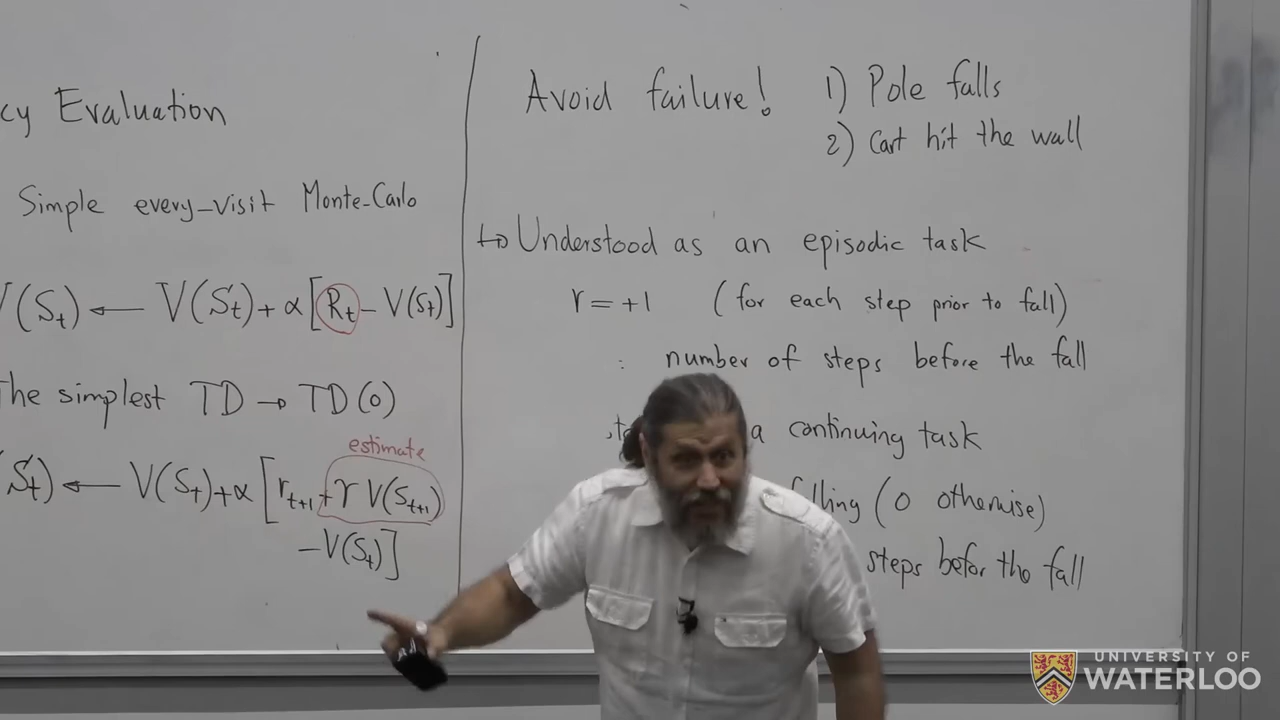 cy Evaluation
Simple every-visit Monte-Carlo
V(St) ← V(St) + α [Rt - V(St)]
The simplest TD → TD(0)
estimate
St) ← V(St) + α [rt+1 + γ V(St+1)
- V(St)]
Avoid failure! 1) Pole falls
2) Cart hit the wall
↳ Understood as an episodic task
r = +1 (for each step prior to fall)
: number of steps before the fall
a continuing task
falling (0 otherwise)
steps befor the fall
UNIVERSITY OF
WATERLOO